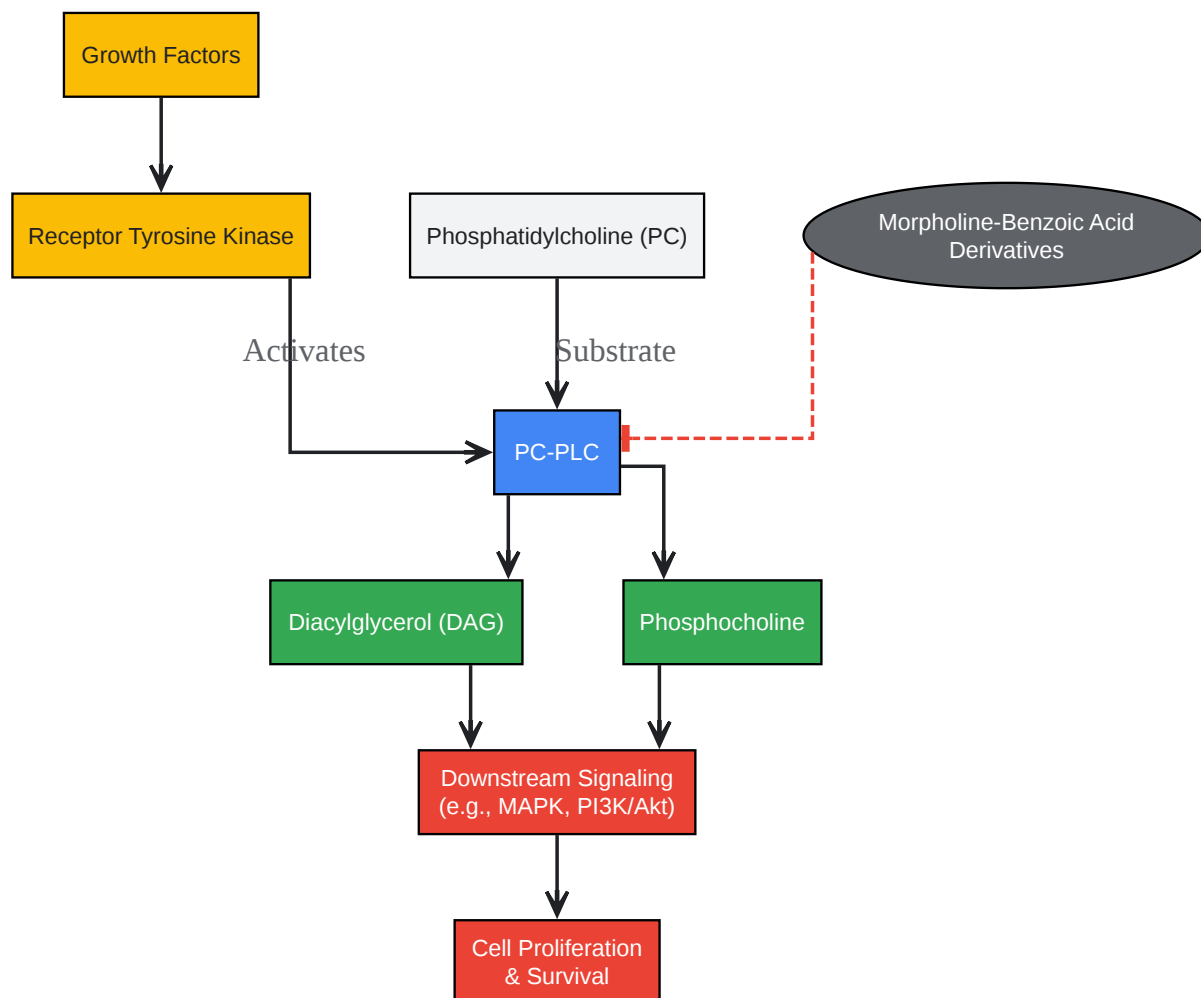 Growth Factors
Receptor Tyrosine Kinase
Phosphatidylcholine (PC)
Morpholine-Benzoic Acid
Derivatives
Activates
Substrate
PC-PLC
Diacylglycerol (DAG)
Phosphocholine
Downstream Signaling
(e.g., MAPK, PI3K/Akt)
Cell Proliferation
& Survival